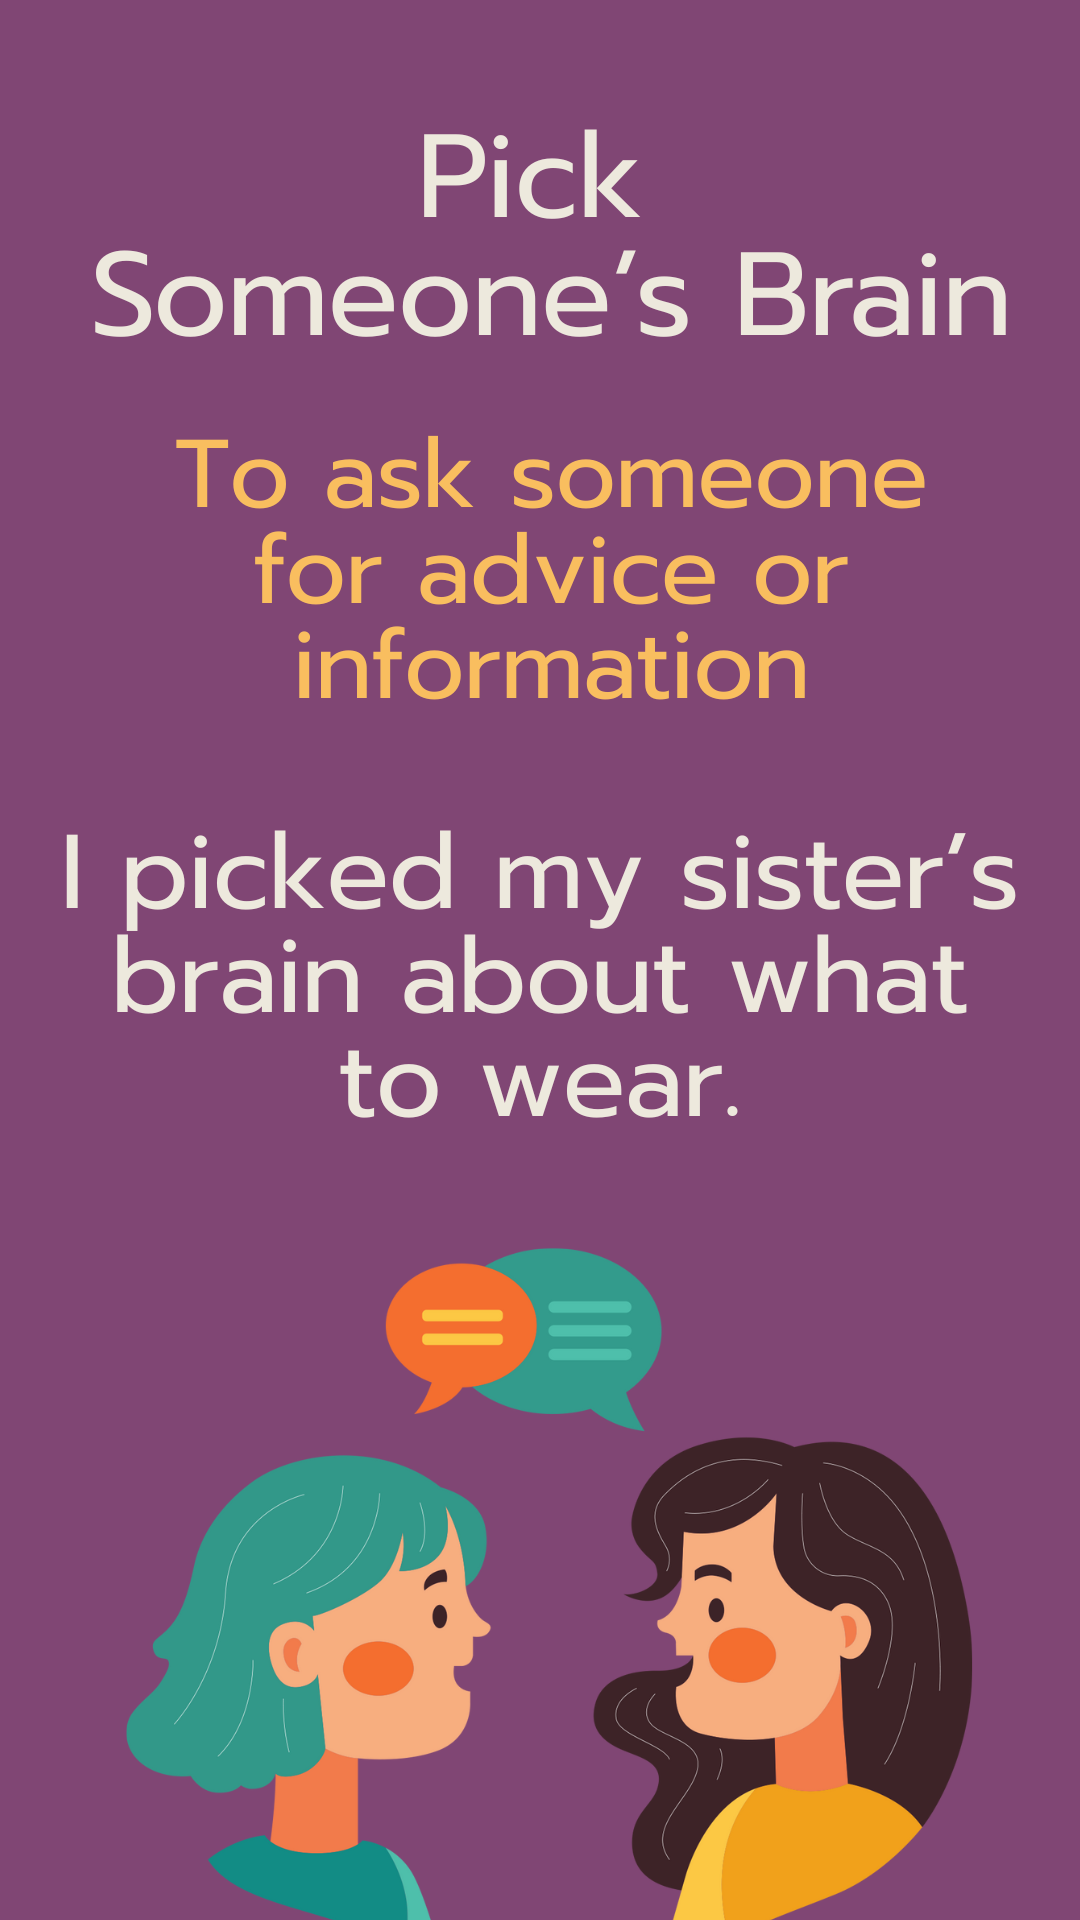 Pick
Someone’s Brain
To ask someone
for advice or
information
I picked my sister’s
brain about what
to wear.